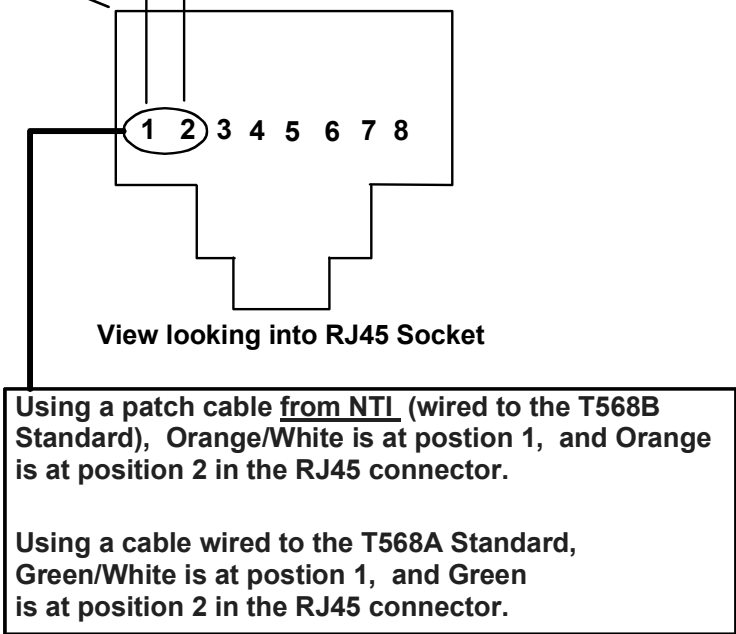 1 2 3 4 5 6 7 8
View looking into RJ45 Socket
Using a patch cable from NTI (wired to the T568B
Standard), Orange/White is at postion 1, and Orange
is at position 2 in the RJ45 connector.
Using a cable wired to the T568A Standard,
Green/White is at postion 1, and Green
is at position 2 in the RJ45 connector.